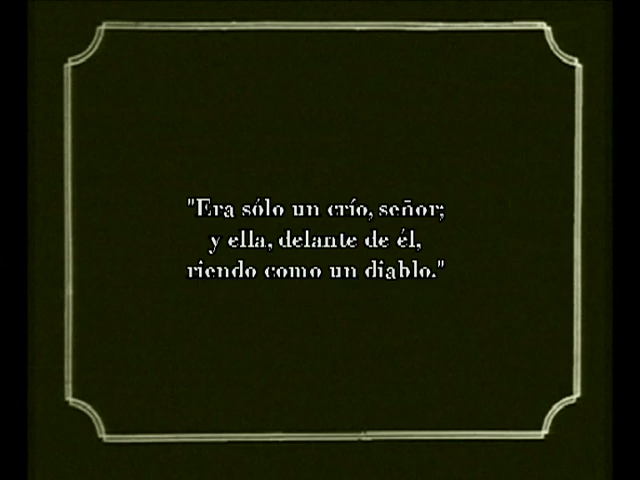 "Era sólo un crío, señor;
y ella, delante de él,
riendo como un diablo."